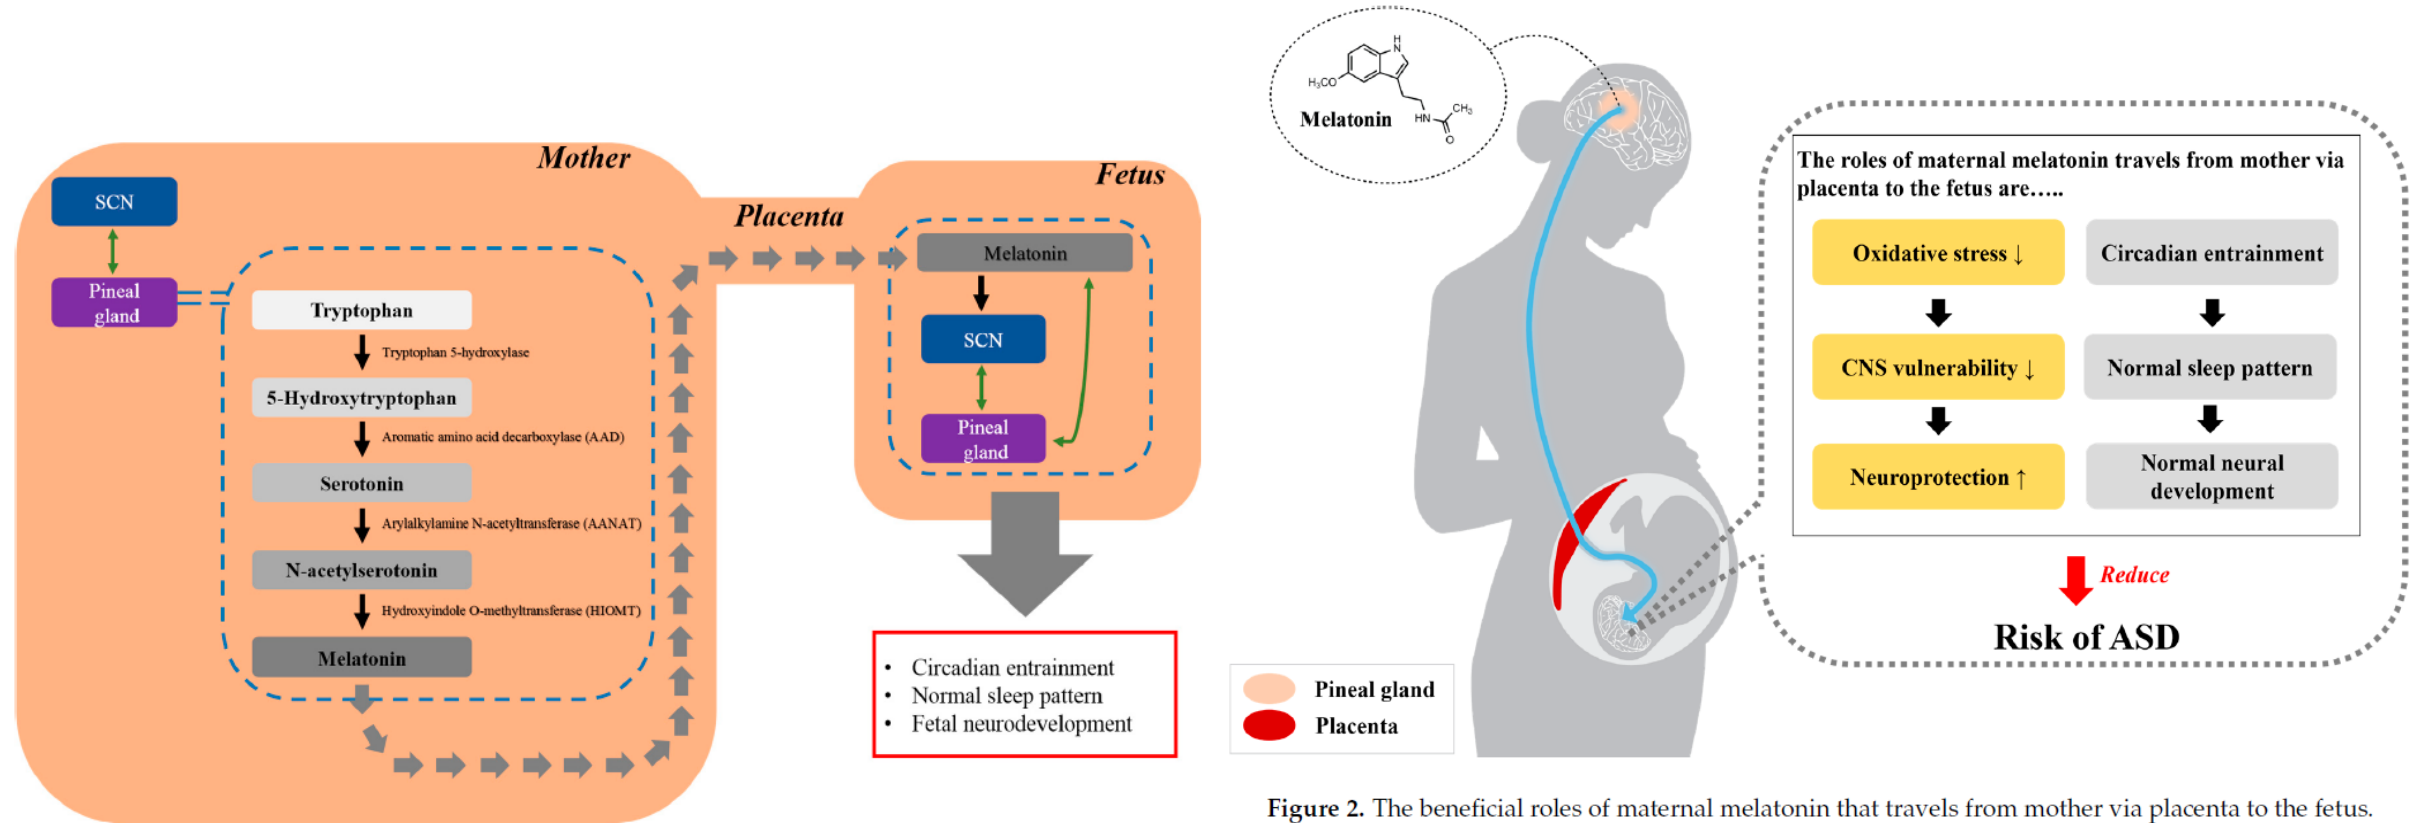 Mother
SCN
Pineal
gland
Tryptophan
Tryptophan 5-hydroxylase
5-Hydroxytryptophan
Aromatic amino acid decarboxylase (AAD)
Serotonin
Arylalkylamine N-acetyltransferase (AANAT)
N-acetylserotonin
Hydroxyindole O-methyltransferase (HIOMT)
Melatonin
Placenta
Fetus
Melatonin
SCN
Pineal
gland
• Circadian entrainment
• Normal sleep pattern
• Fetal neurodevelopment
H
N
H₃CO
HN
CH₃
O
Melatonin
Pineal gland
Placenta
The roles of maternal melatonin travels from mother via
placenta to the fetus are.....
Oxidative stress ↓
CNS vulnerability ↓
Neuroprotection ↑
Circadian entrainment
Normal sleep pattern
Normal neural
development
Reduce
Risk of ASD
Figure 2. The beneficial roles of maternal melatonin that travels from mother via placenta to the fetus.